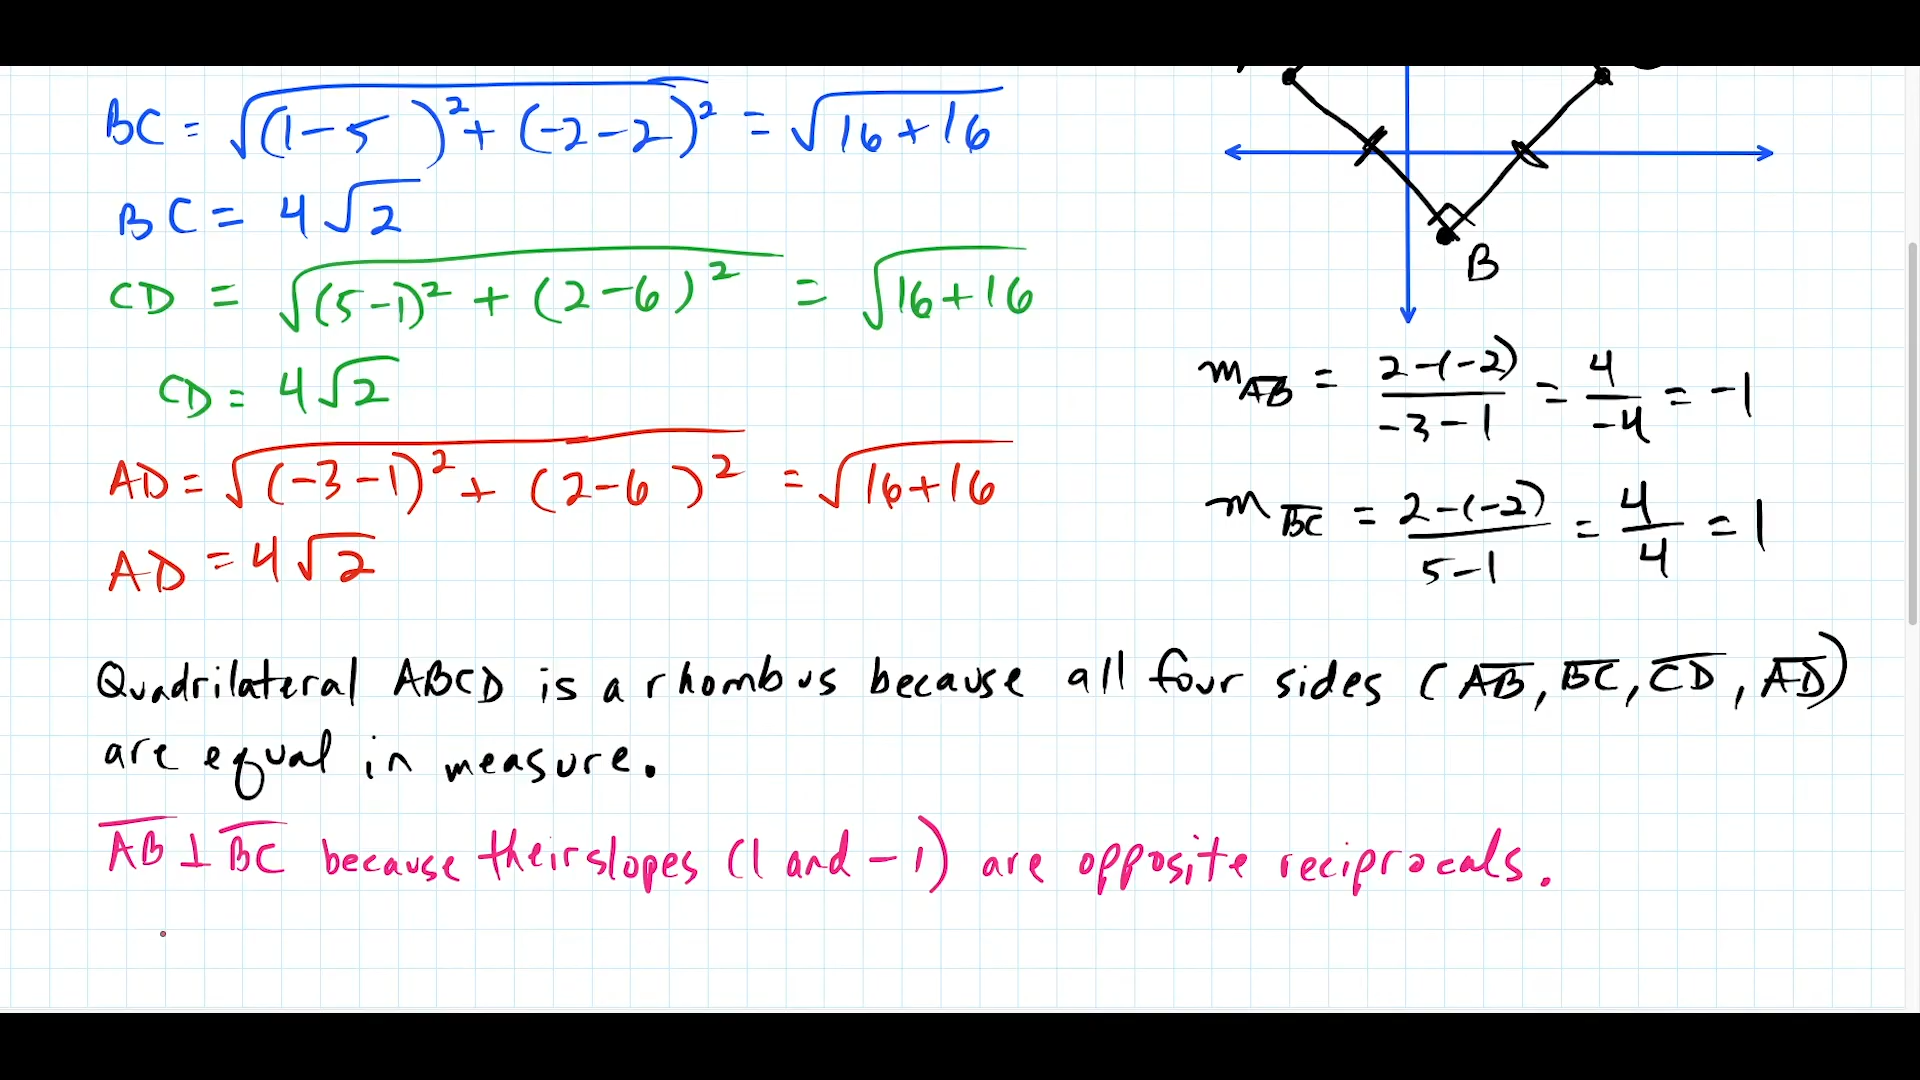 BC = √(1-5)² + (-2-2)² = √16+16
BC = 4√2
CD = √(5-1)² + (2-6)² = √16+16
CD = 4√2
AD = √(-3-1)² + (2-6)² = √16+16
AD = 4√2
B
m_AB = 2-(-2)/-3-1 = 4/-4 = -1
m_BC = 2-(-2)/5-1 = 4/4 = 1
Quadrilateral ABCD is a rhombus because all four sides (AB, BC, CD, AD)
are equal in measure.
AB ⊥ BC because their slopes (1 and -1) are opposite reciprocals.